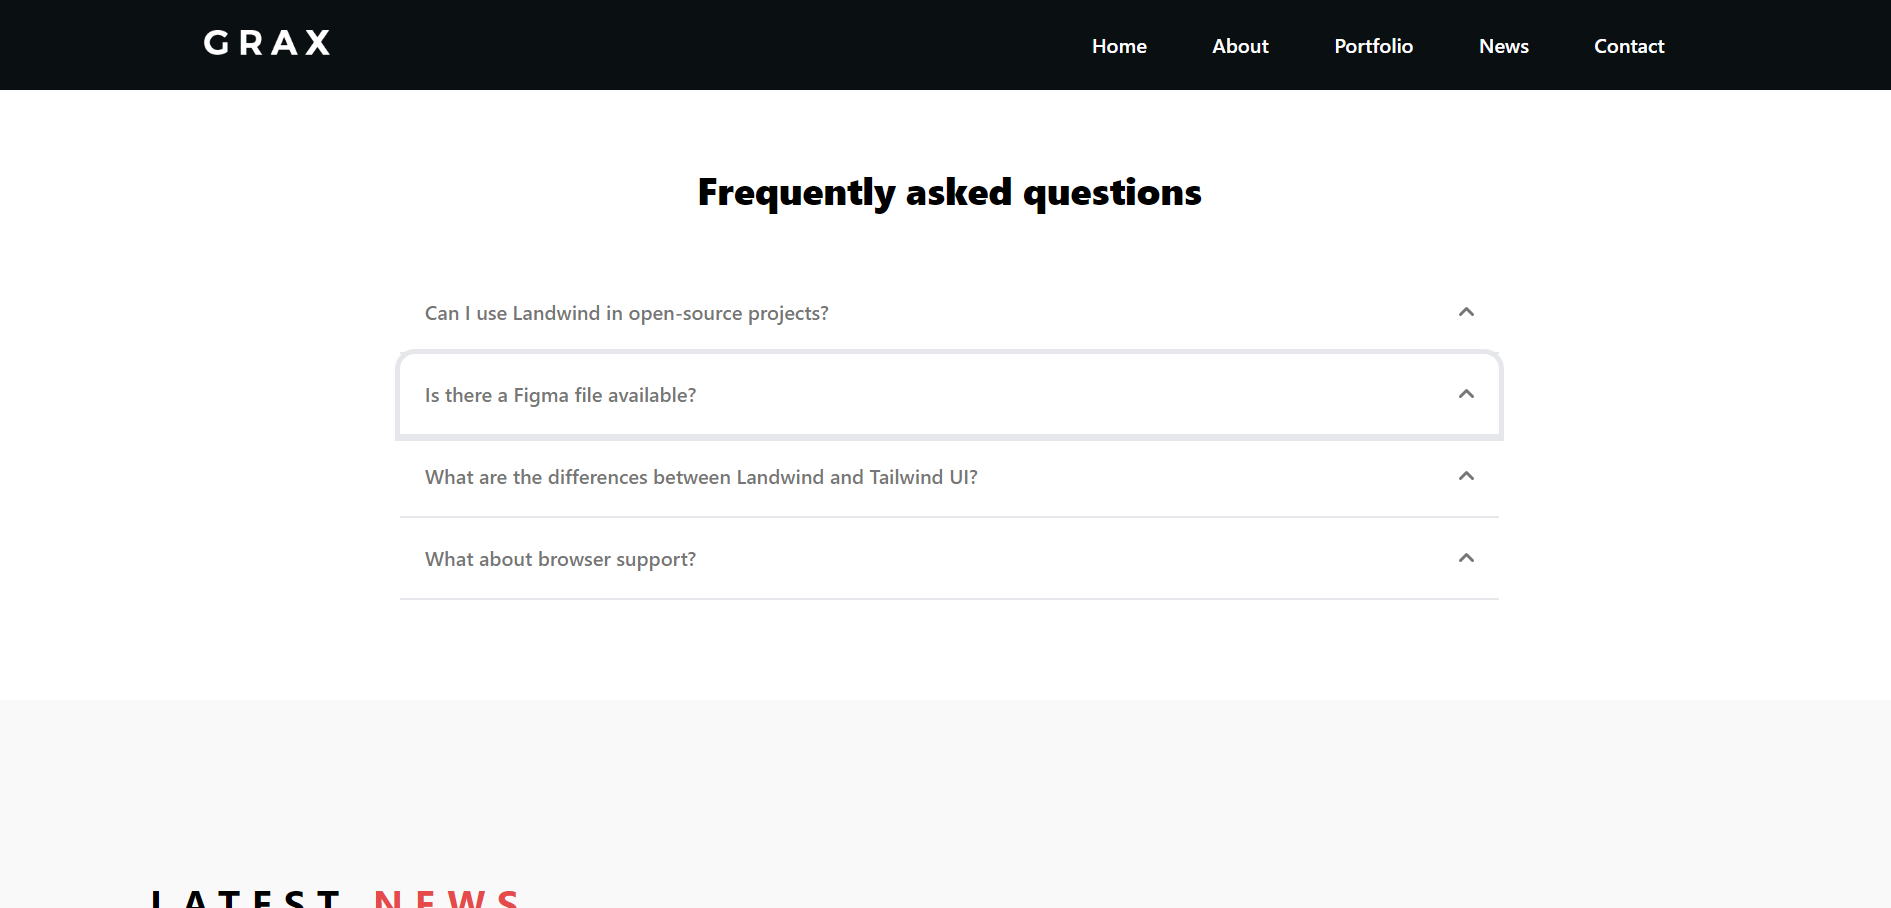 GRAX
Home About Portfolio News Contact
Frequently asked questions
Can I use Landwind in open-source projects?
Is there a Figma file available?
What are the differences between Landwind and Tailwind UI?
What about browser support?
LATEST NEWS